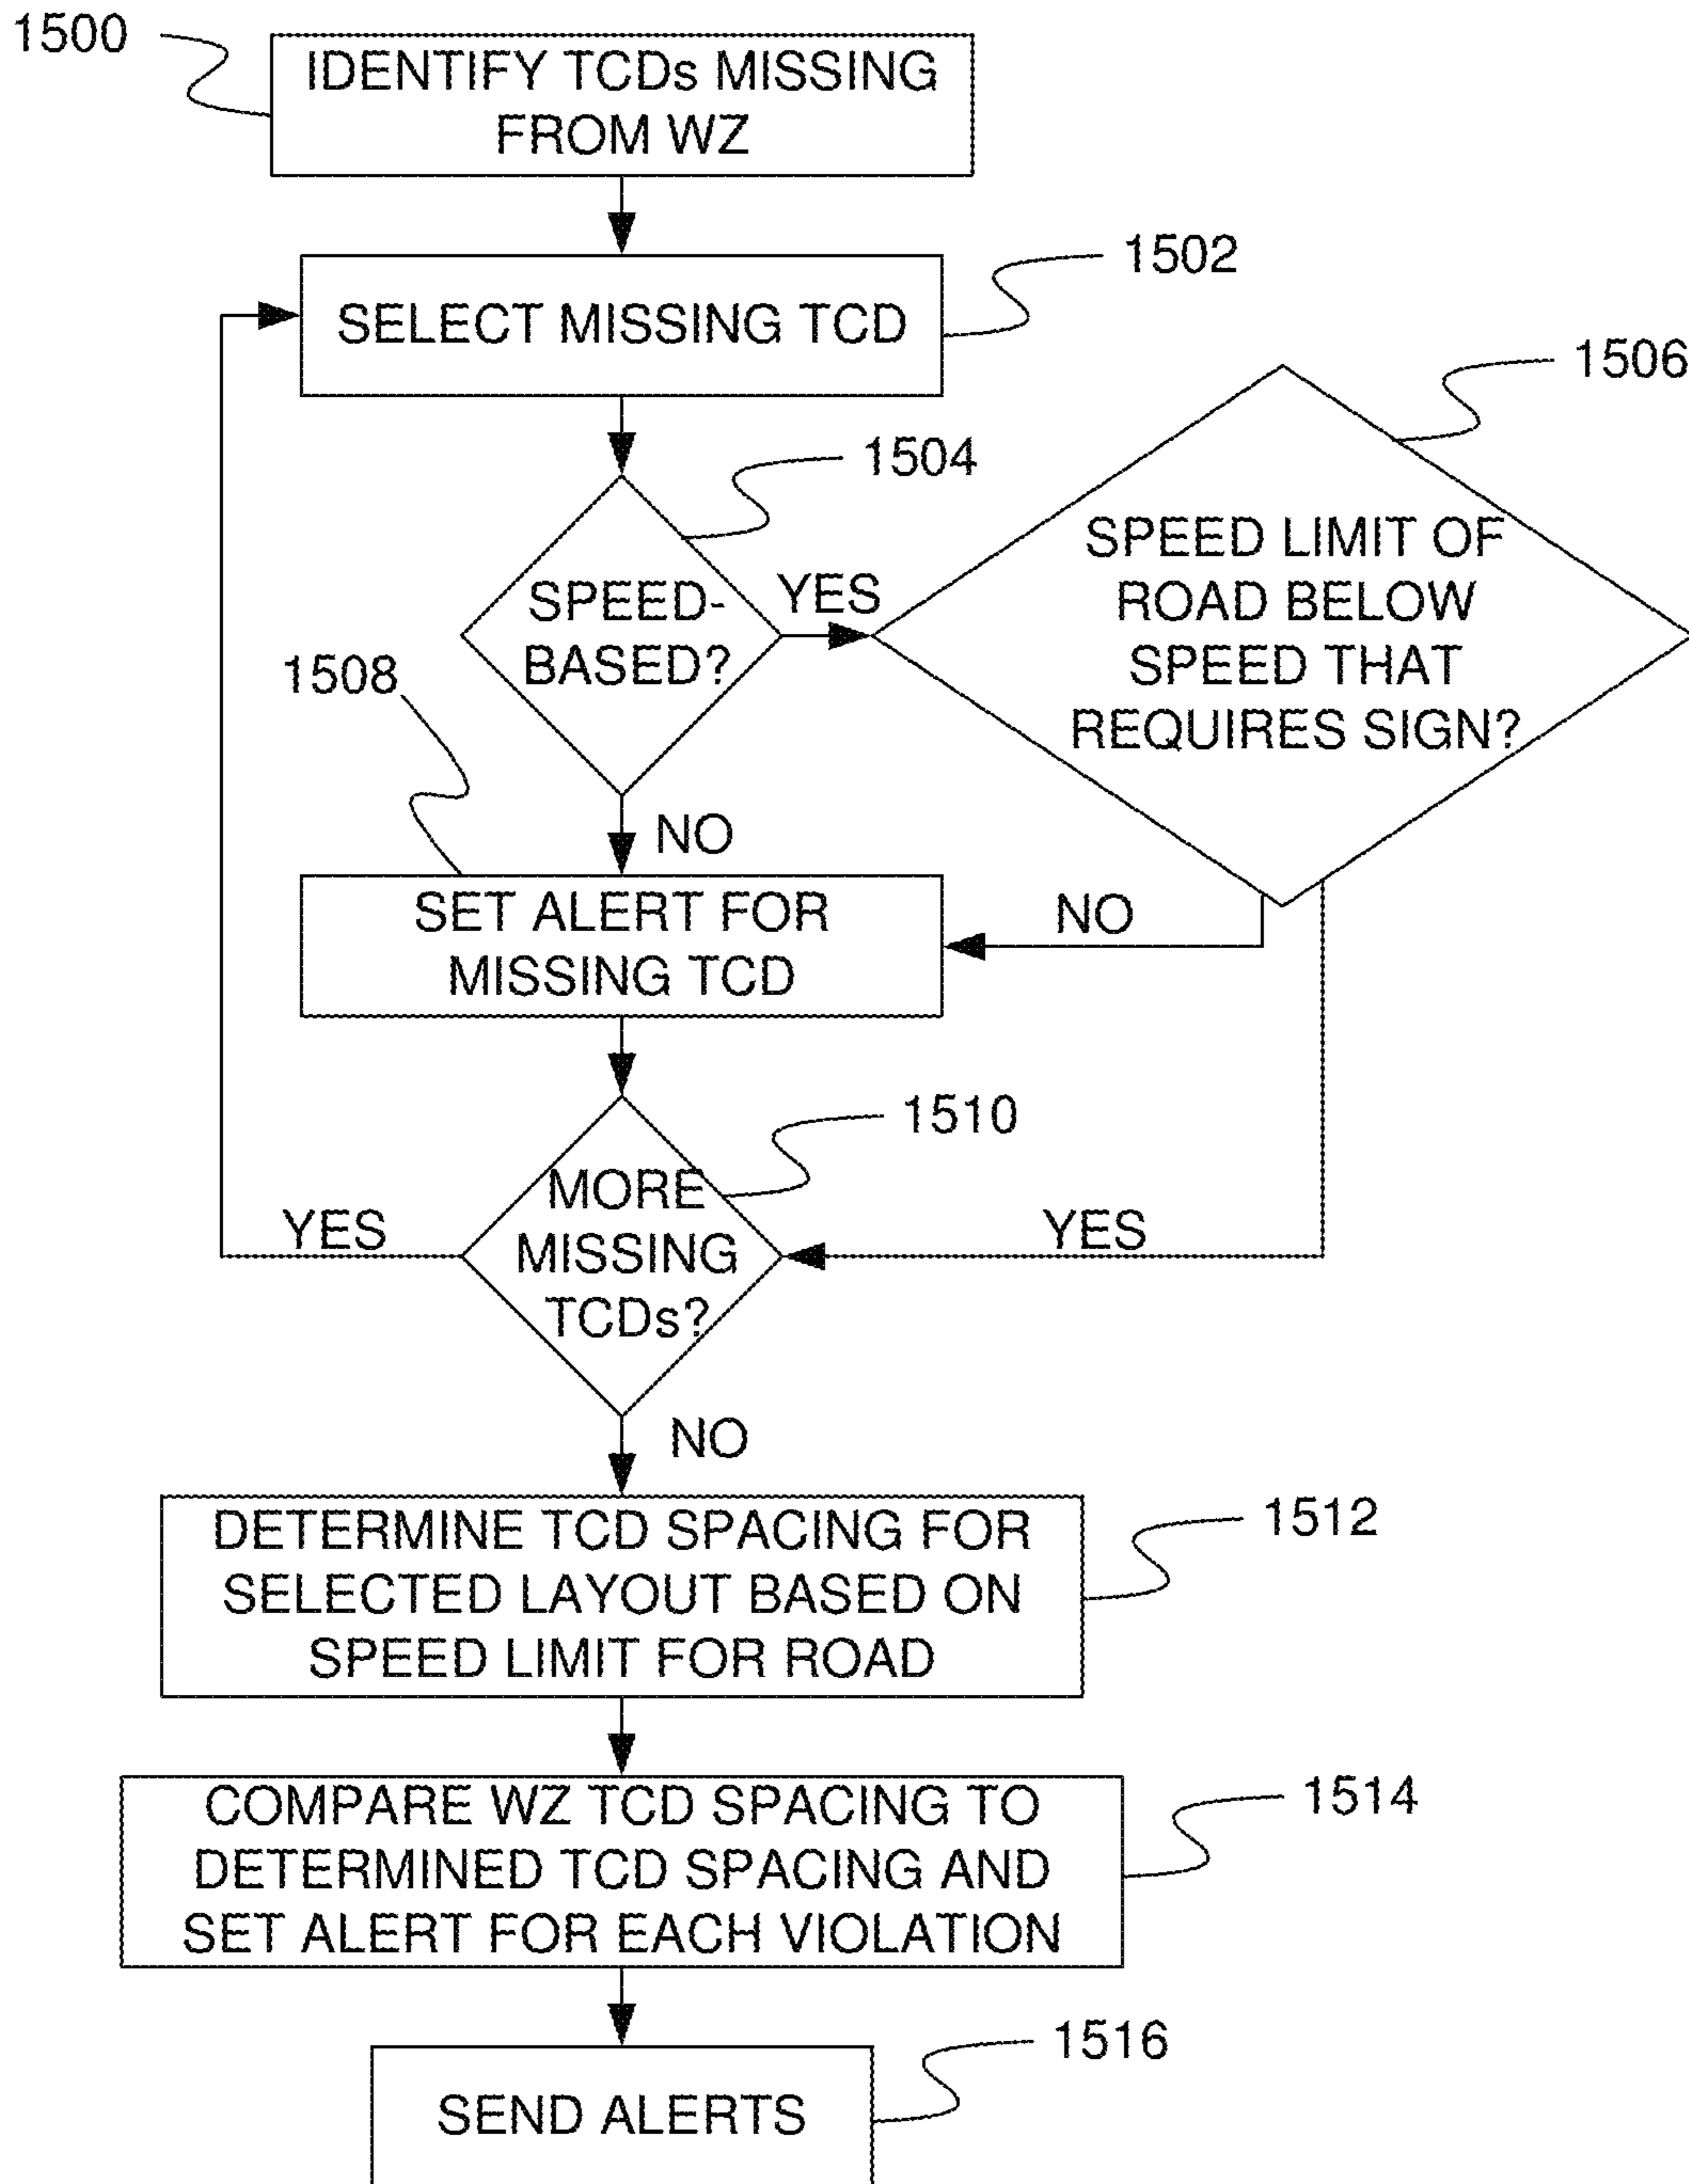 1500
IDENTIFY TCDs MISSING
FROM WZ
1502
SELECT MISSING TCD
1506
1504
SPEED LIMIT OF
ROAD BELOW
SPEED THAT
REQUIRES SIGN?
SPEED-
BASED?
YES
1508
NO
SET ALERT FOR
MISSING TCD
NO
1510
MORE
MISSING
TCDs?
YES
YES
NO
1512
DETERMINE TCD SPACING FOR
SELECTED LAYOUT BASED ON
SPEED LIMIT FOR ROAD
1514
COMPARE WZ TCD SPACING TO
DETERMINED TCD SPACING AND
SET ALERT FOR EACH VIOLATION
1516
SEND ALERTS